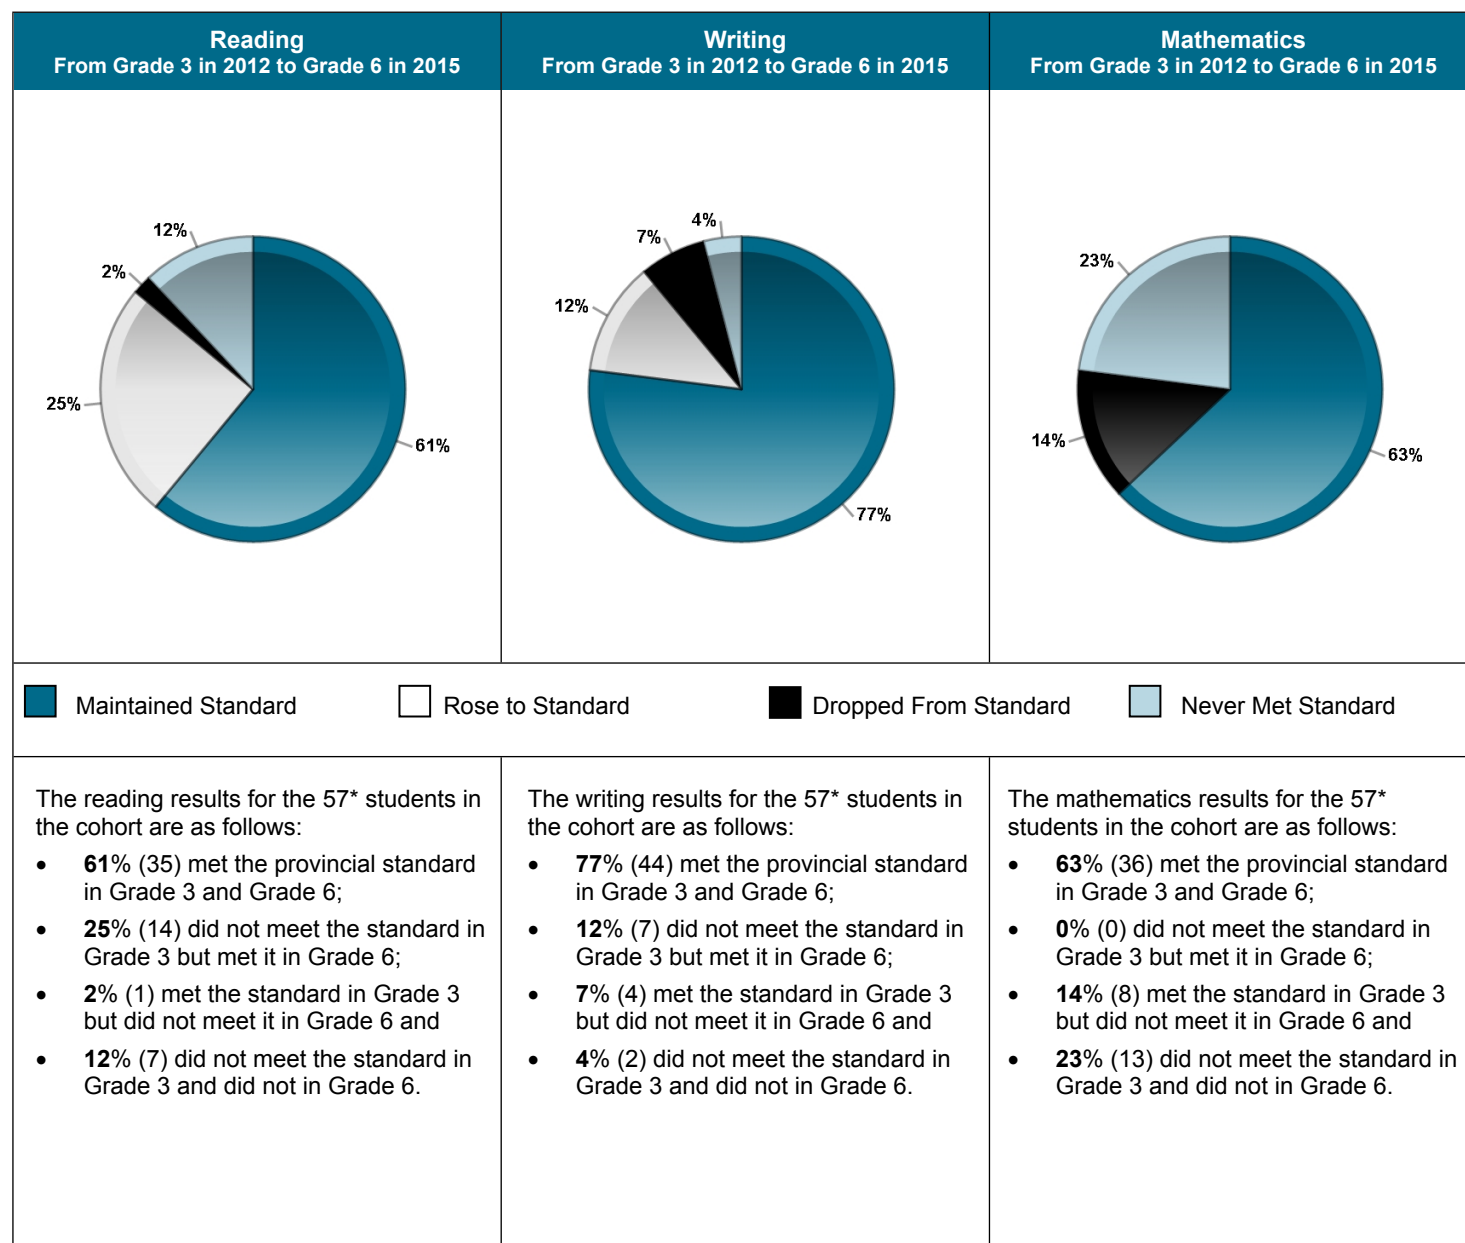 Reading
From Grade 3 in 2012 to Grade 6 in 2015
Writing
From Grade 3 in 2012 to Grade 6 in 2015
Mathematics
From Grade 3 in 2012 to Grade 6 in 2015
12%
2%
25%
61%
4%
7%
12%
77%
23%
14%
63%
Maintained Standard
Rose to Standard
Dropped From Standard
Never Met Standard
The reading results for the 57* students in
the cohort are as follows:
• 61% (35) met the provincial standard
in Grade 3 and Grade 6;
• 25% (14) did not meet the standard in
Grade 3 but met it in Grade 6;
• 2% (1) met the standard in Grade 3
but did not meet it in Grade 6 and
• 12% (7) did not meet the standard in
Grade 3 and did not in Grade 6.
The writing results for the 57* students in
the cohort are as follows:
• 77% (44) met the provincial standard
in Grade 3 and Grade 6;
• 12% (7) did not meet the standard in
Grade 3 but met it in Grade 6;
• 7% (4) met the standard in Grade 3
but did not meet it in Grade 6 and
• 4% (2) did not meet the standard in
Grade 3 and did not in Grade 6.
The mathematics results for the 57*
students in the cohort are as follows:
• 63% (36) met the provincial standard
in Grade 3 and Grade 6;
• 0% (0) did not meet the standard in
Grade 3 but met it in Grade 6;
• 14% (8) met the standard in Grade 3
but did not meet it in Grade 6 and
• 23% (13) did not meet the standard in
Grade 3 and did not in Grade 6.